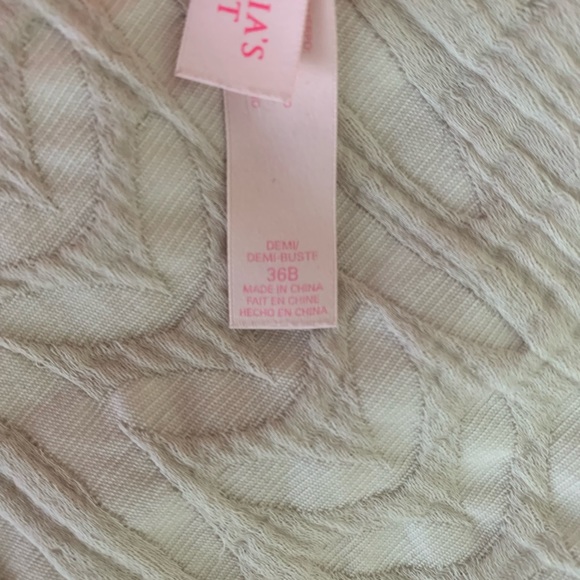 IA'S
T
DEMI/
DEMI-BUSTE
36B
MADE IN CHINA
FAIT EN CHINE
HECHO EN CHINA